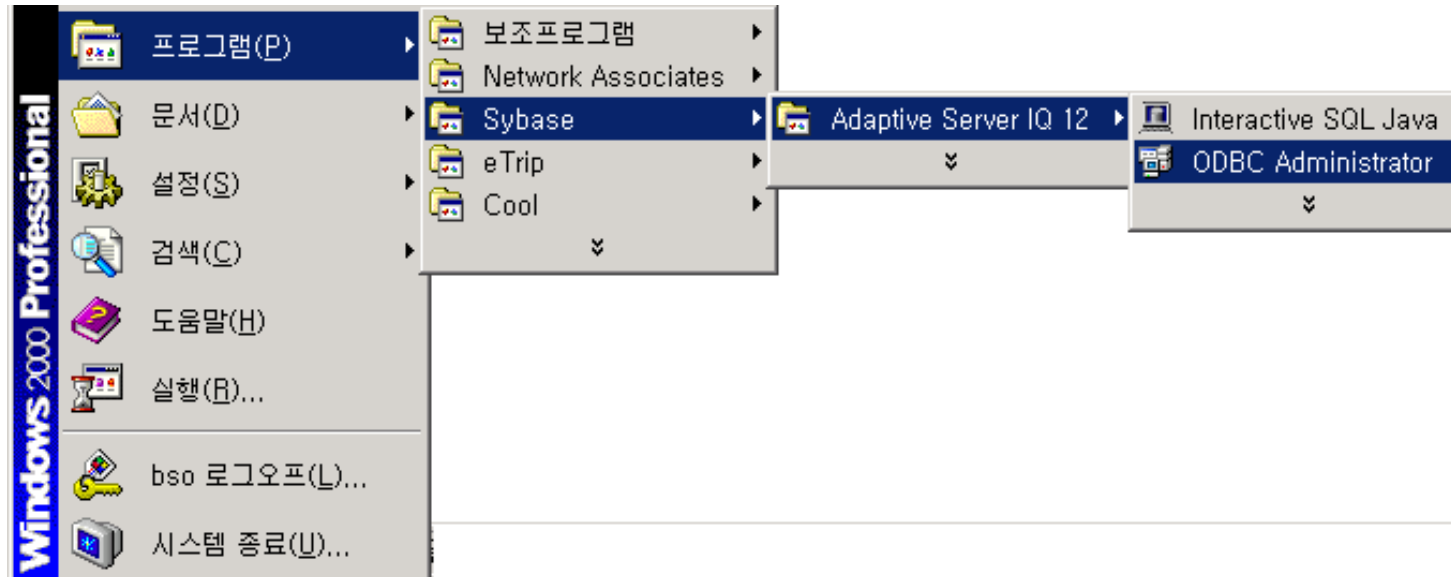 Windows 2000 Professional
프로그램(P)
문서(D)
설정(S)
검색(C)
도움말(H)
실행(R)...
bso 로그오프(L)...
시스템 종료(U)...
보조프로그램
Network Associates
Sybase
eTrip
Cool
Adaptive Server IQ 12
Interactive SQL Java
ODBC Administrator